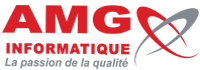 AMG
INFORMATIQUE
La passion de la qualité